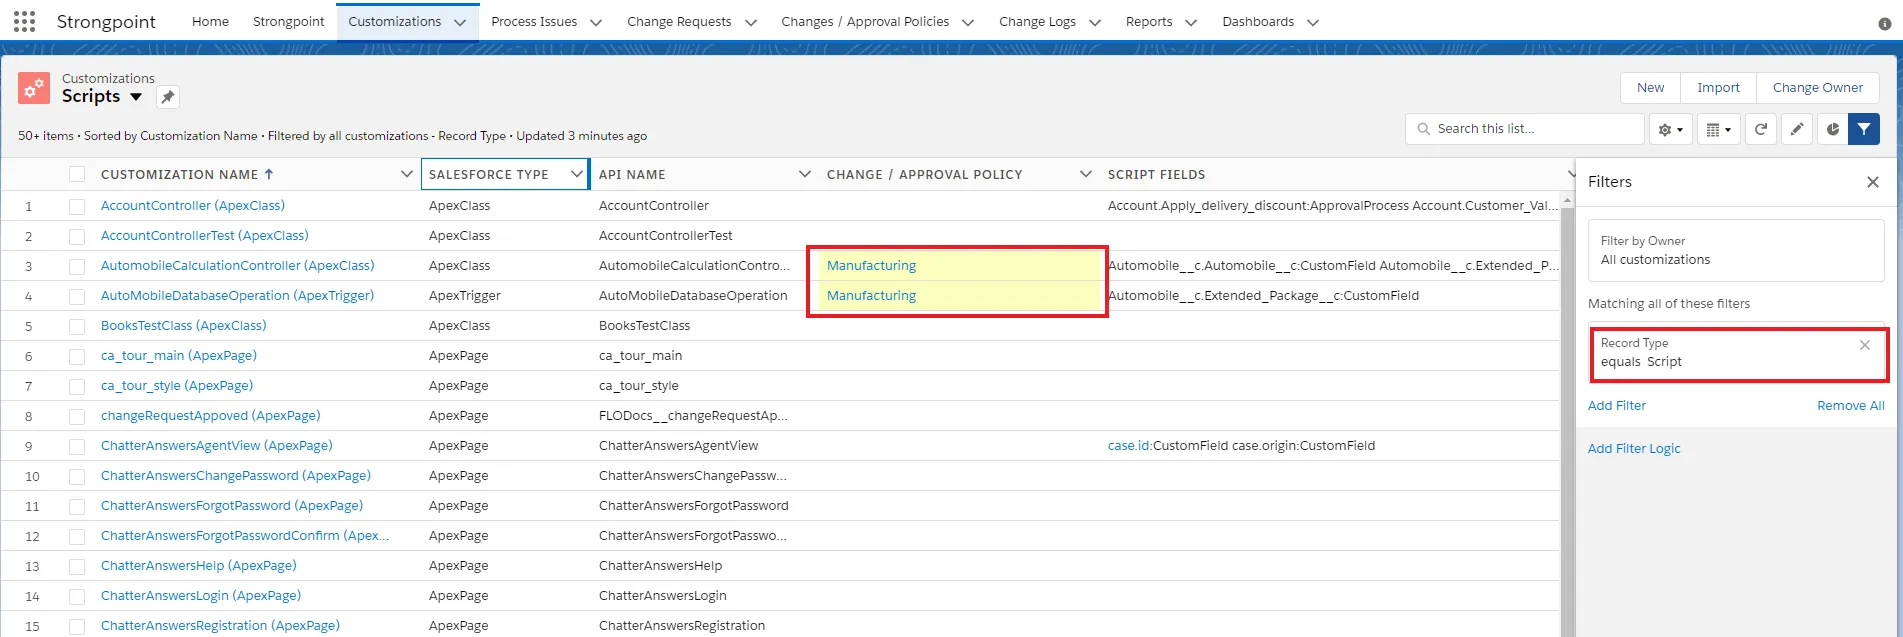 Strongpoint Home Strongpoint Customizations Process Issues Change Requests Changes / Approval Policies Change Logs Reports Dashboards
Customizations
Scripts
New Import Change Owner
50+ items • Sorted by Customization Name • Filtered by all customizations - Record Type • Updated 3 minutes ago
Search this list...
CUSTOMIZATION NAME SALESFORCE TYPE API NAME CHANGE / APPROVAL POLICY SCRIPT FIELDS
1 AccountController (ApexClass) ApexClass AccountController Account.Apply_delivery_discount:ApprovalProcess Account.Customer_Val...
2 AccountControllerTest (ApexClass) ApexClass AccountControllerTest
3 AutomobileCalculationController (ApexClass) ApexClass AutomobileCalculationContro... Manufacturing Automobile__c.Automobile__c:CustomField Automobile__c.Extended_P...
4 AutoMobileDatabaseOperation (ApexTrigger) ApexTrigger AutoMobileDatabaseOperation Manufacturing Automobile__c.Extended_Package__c:CustomField
5 BooksTestClass (ApexClass) ApexClass BooksTestClass
6 ca_tour_main (ApexPage) ApexPage ca_tour_main
7 ca_tour_style (ApexPage) ApexPage ca_tour_style
8 changeRequestAppoved (ApexPage) ApexPage FLODocs__changeRequestAp...
9 ChatterAnswersAgentView (ApexPage) ApexPage ChatterAnswersAgentView case.id:CustomField case.origin:CustomField
10 ChatterAnswersChangePassword (ApexPage) ApexPage ChatterAnswersChangePassw...
11 ChatterAnswersForgotPassword (ApexPage) ApexPage ChatterAnswersForgotPassword
12 ChatterAnswersForgotPasswordConfirm (Apex... ApexPage ChatterAnswersForgotPasswo...
13 ChatterAnswersHelp (ApexPage) ApexPage ChatterAnswersHelp
14 ChatterAnswersLogin (ApexPage) ApexPage ChatterAnswersLogin
15 ChatterAnswersRegistration (ApexPage) ApexPage ChatterAnswersRegistration
Filters
Filter by Owner
All customizations
Matching all of these filters
Record Type
equals Script
Add Filter Remove All
Add Filter Logic